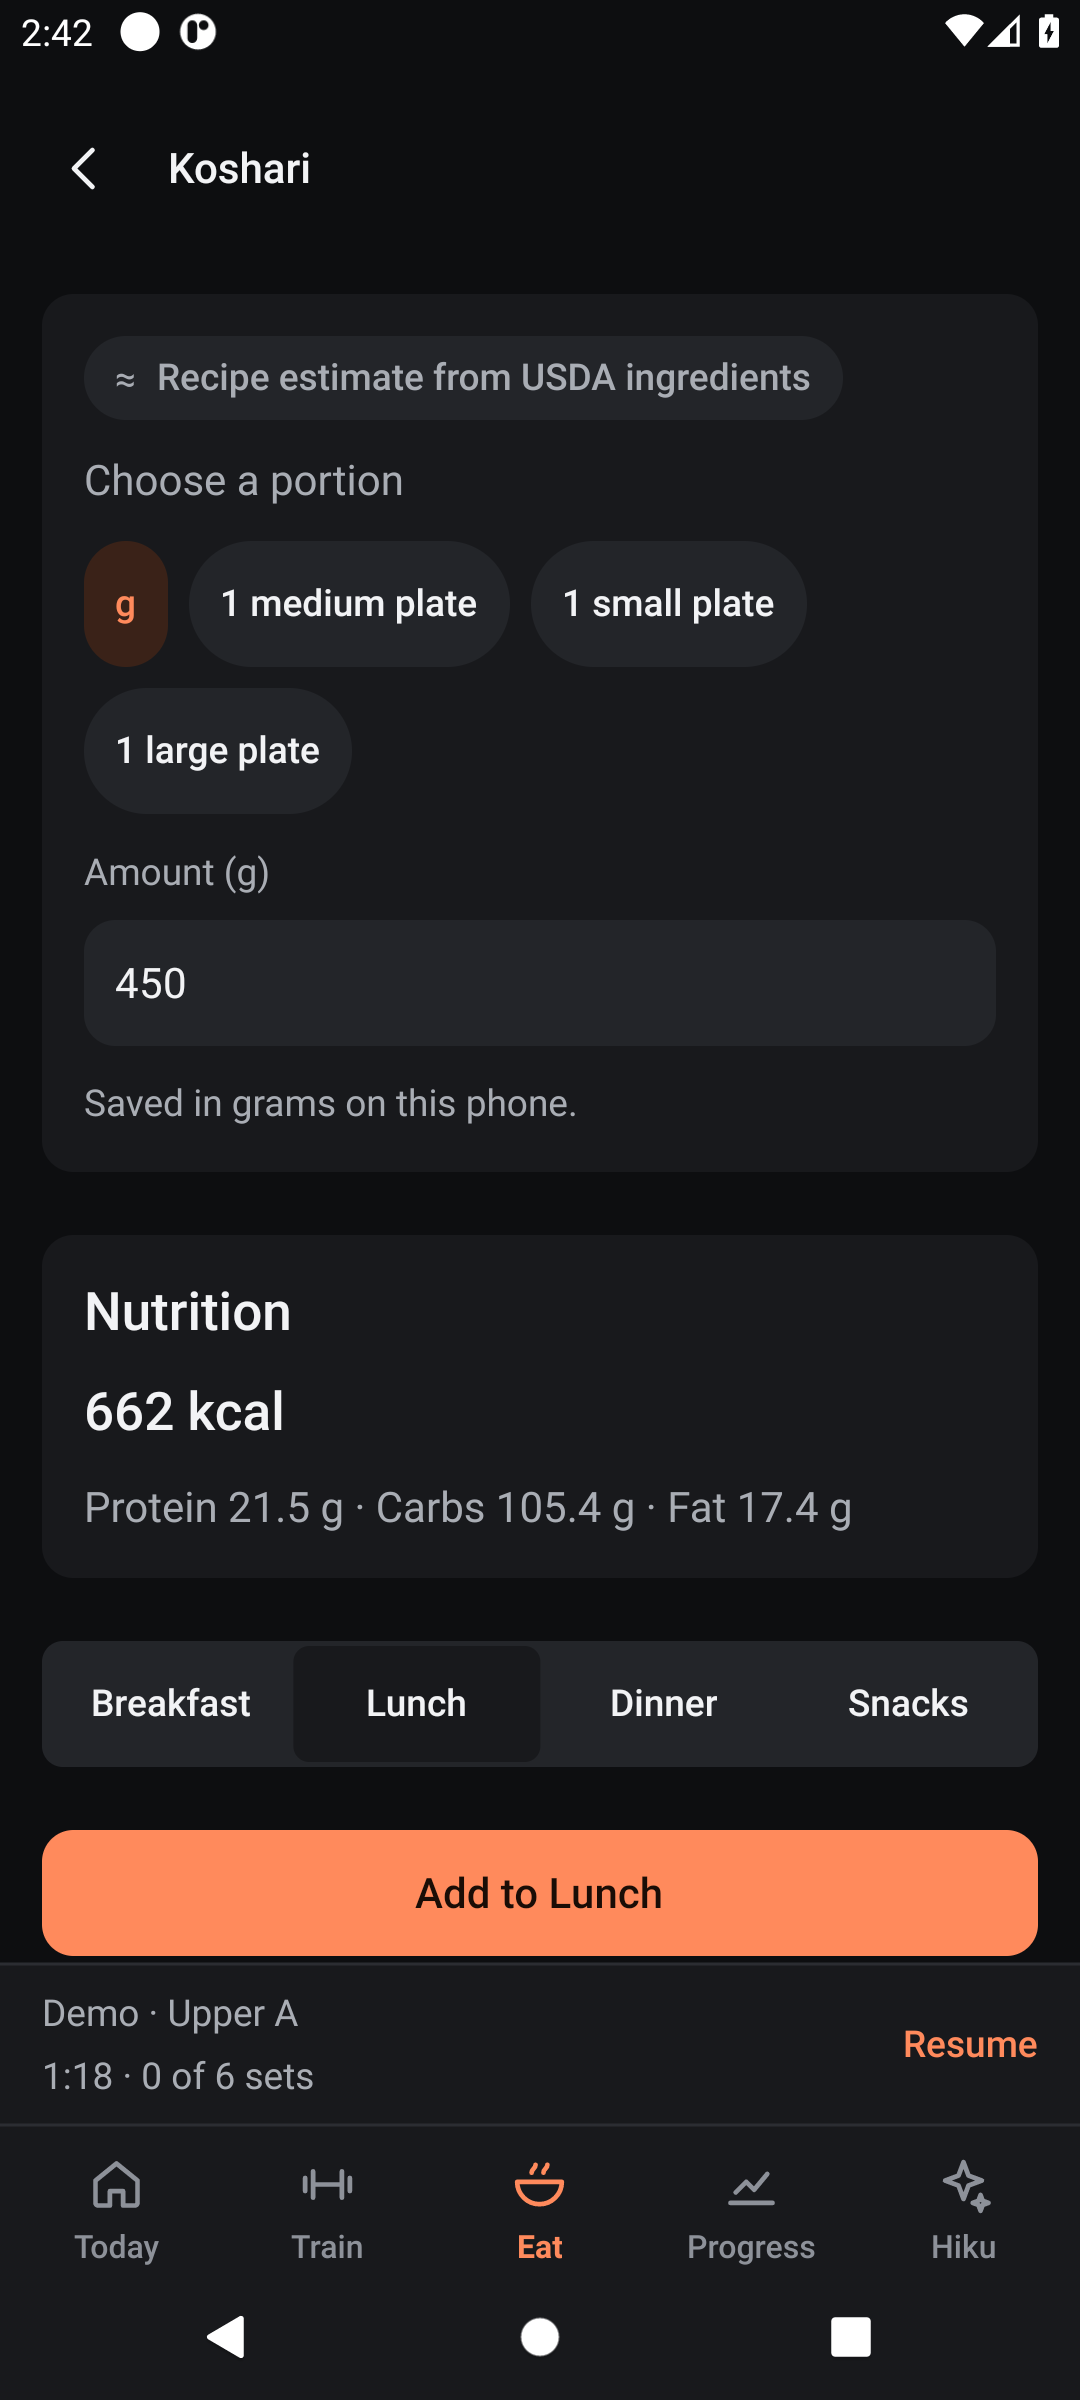 2:42
Koshari
≈ Recipe estimate from USDA ingredients
Choose a portion
g
1 medium plate
1 small plate
1 large plate
Amount (g)
450
Saved in grams on this phone.
Nutrition
662 kcal
Protein 21.5 g · Carbs 105.4 g · Fat 17.4 g
Breakfast
Lunch
Dinner
Snacks
Add to Lunch
Demo · Upper A
1:18 · 0 of 6 sets
Resume
Today
Train
Eat
Progress
Hiku